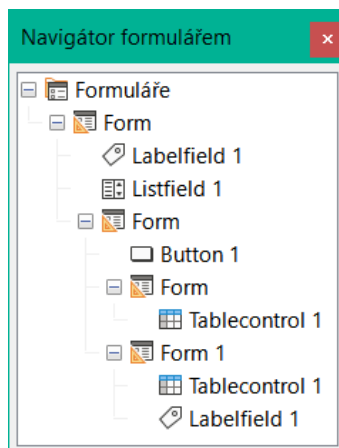 Navigátor formulářem
Formuláře
Form
Labelfield 1
Listfield 1
Form
Button 1
Form
Tablecontrol 1
Form 1
Tablecontrol 1
Labelfield 1